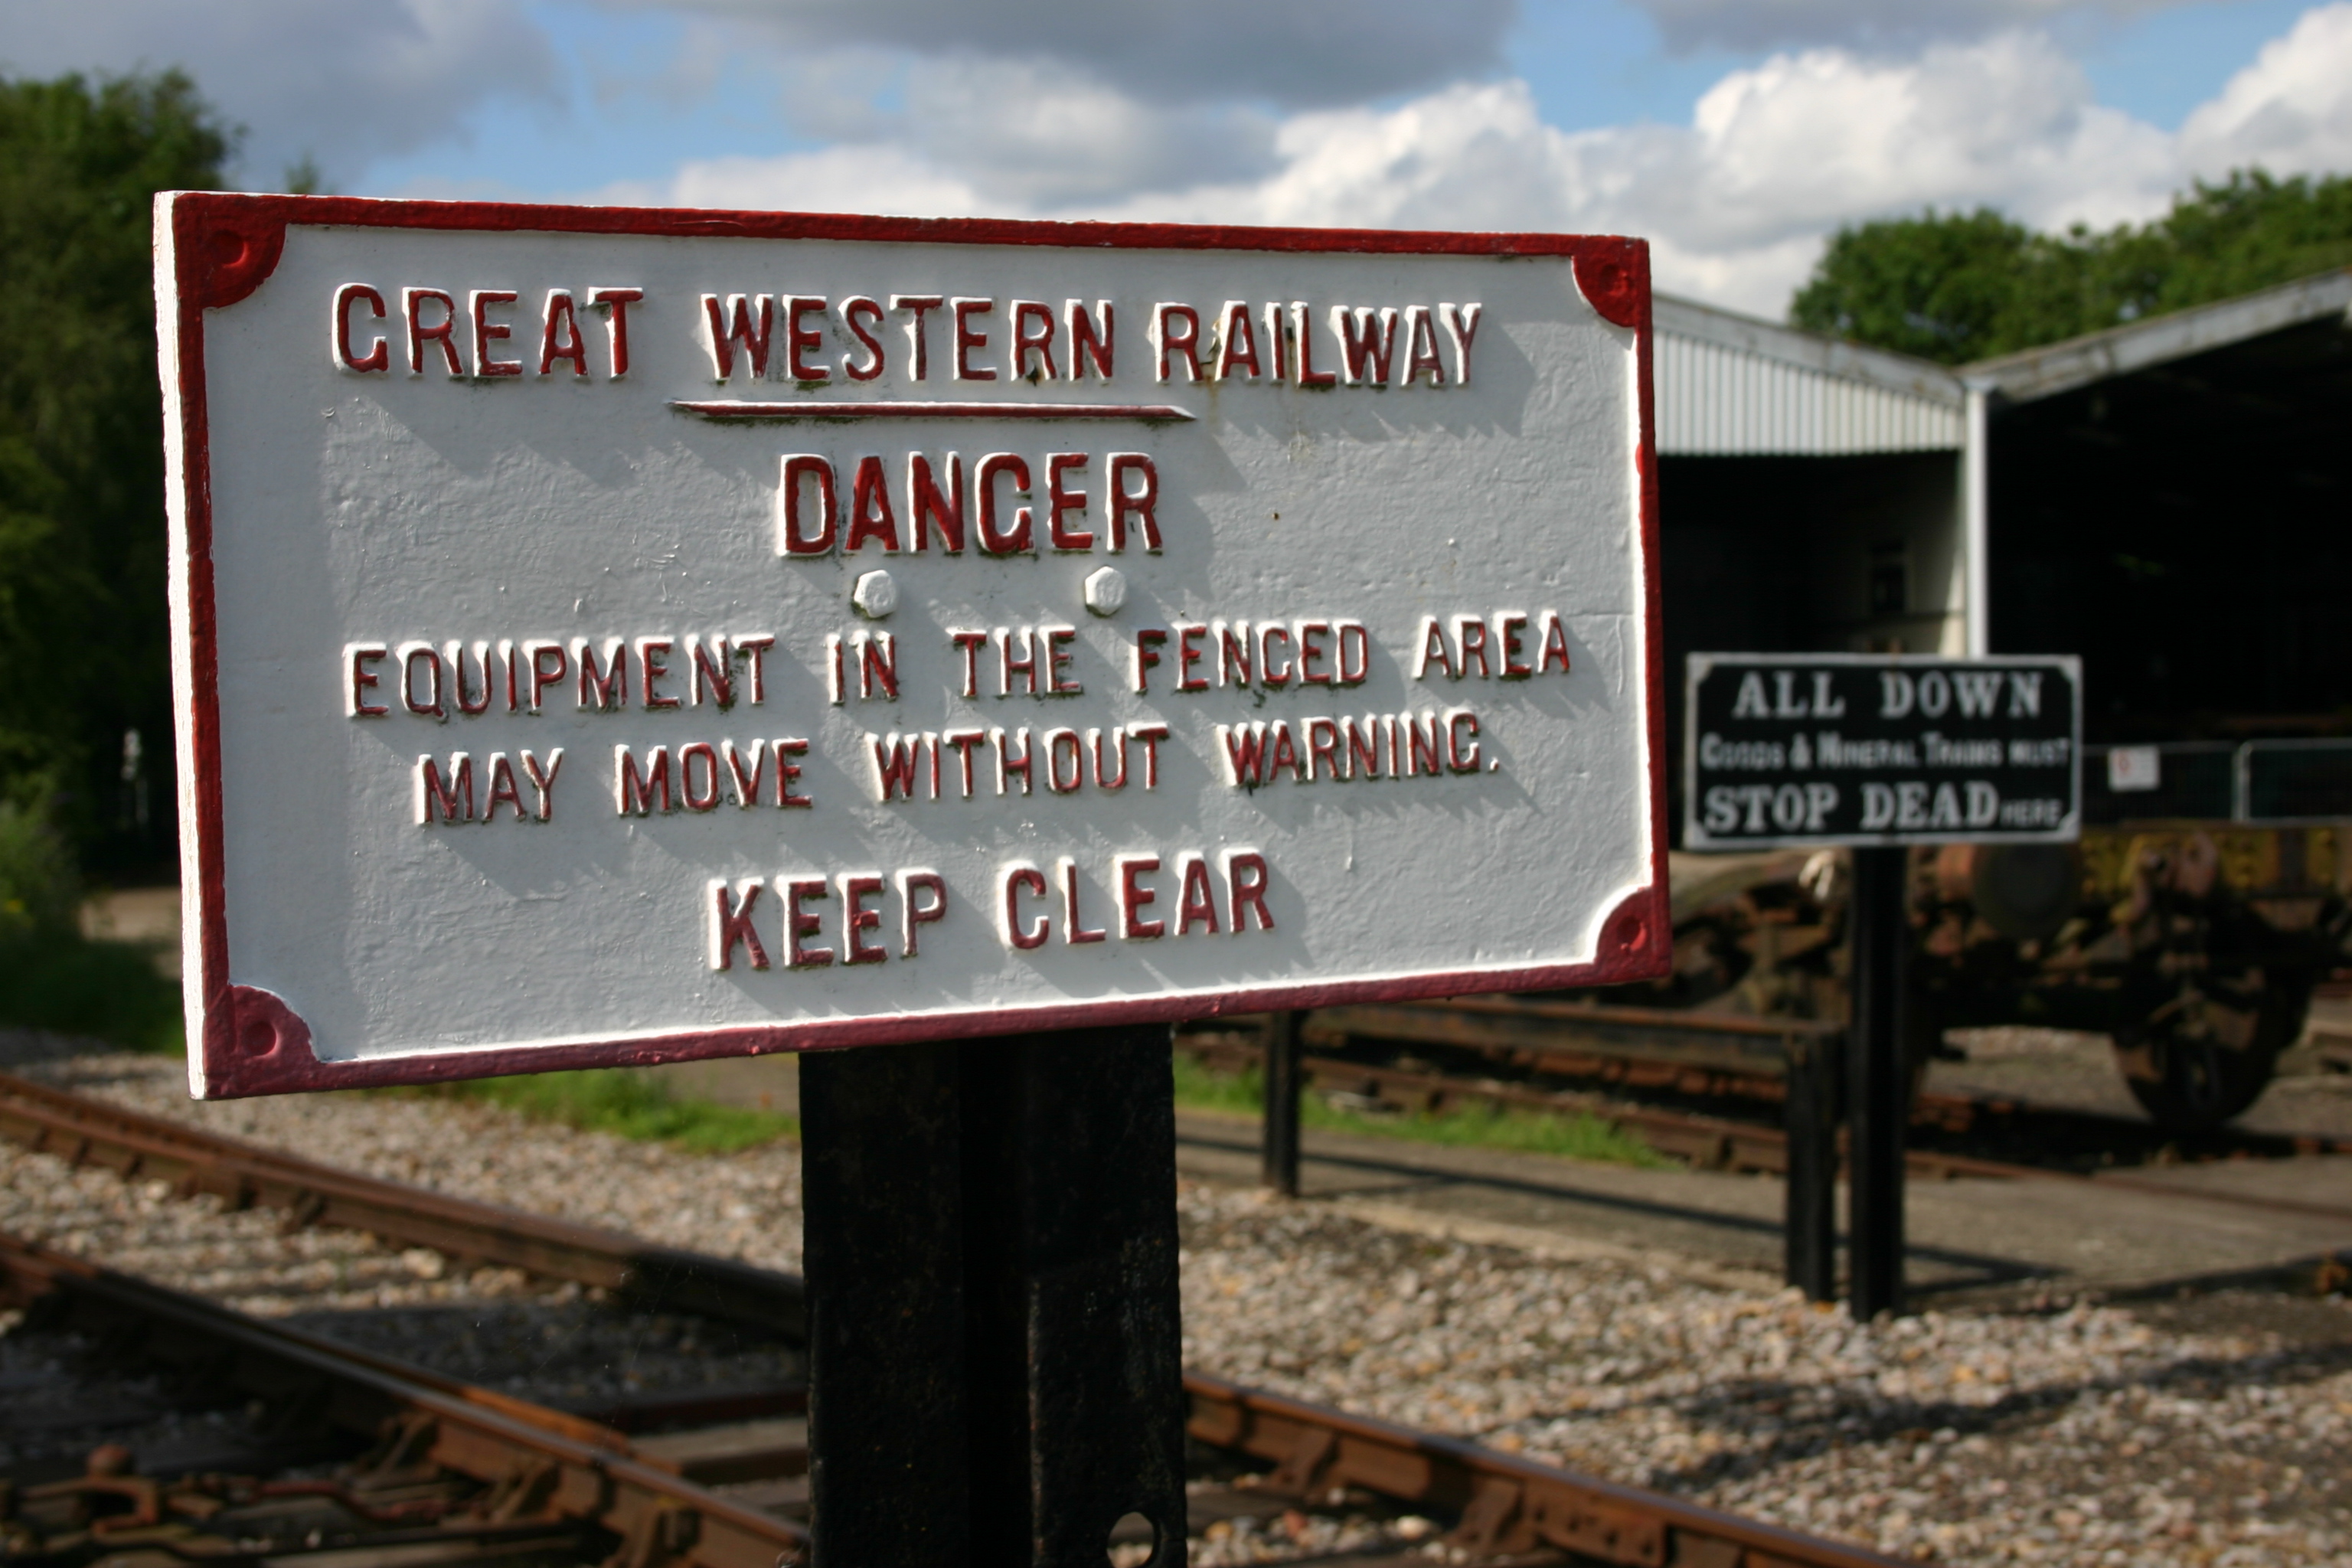 GREAT WESTERN RAILWAY
DANGER
EQUIPMENT IN THE FENCED AREA
MAY MOVE WITHOUT WARNING.
KEEP CLEAR
ALL DOWN
GOODS & MINERAL TRAINS MUST
STOP DEAD HERE